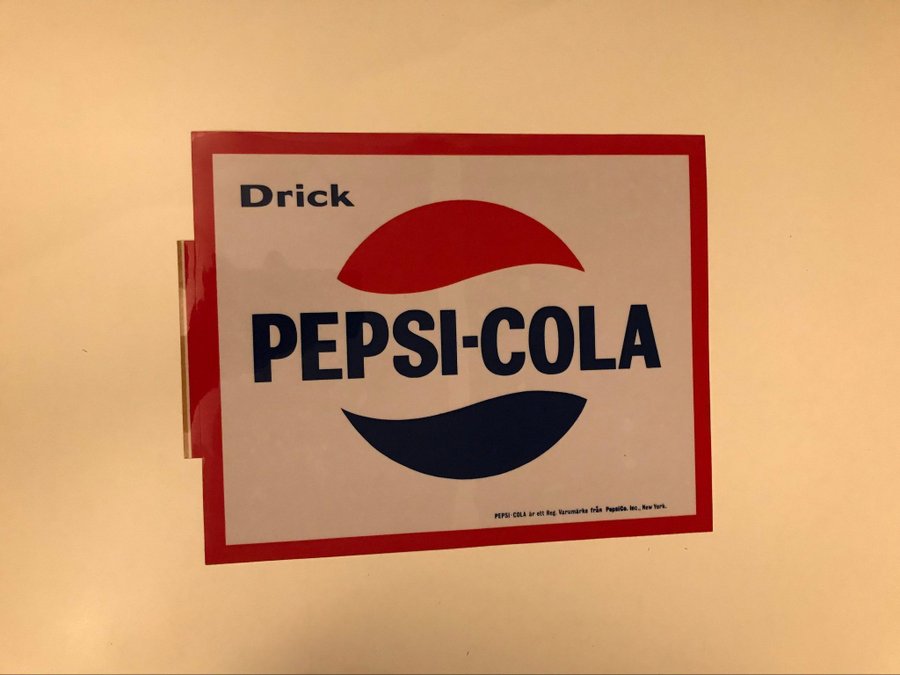 Drick
PEPSI-COLA
PEPSI-COLA är ett Reg. Varumärke från PepsiCo. Inc., New York.